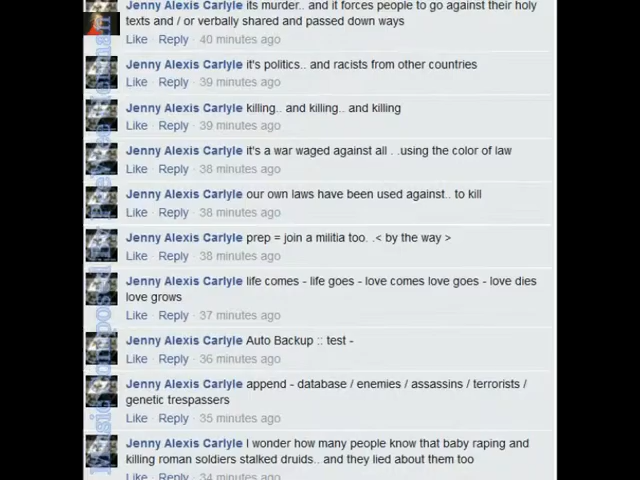 Jenny Alexis Carlyle its murder.. and it forces people to go against their holy
texts and / or verbally shared and passed down ways
Like · Reply · 40 minutes ago
Jenny Alexis Carlyle it's politics.. and racists from other countries
Like · Reply · 39 minutes ago
Jenny Alexis Carlyle killing.. and killing.. and killing
Like · Reply · 39 minutes ago
Jenny Alexis Carlyle it's a war waged against all . .using the color of law
Like · Reply · 38 minutes ago
Jenny Alexis Carlyle our own laws have been used against.. to kill
Like · Reply · 38 minutes ago
Jenny Alexis Carlyle prep = join a militia too. .< by the way >
Like · Reply · 38 minutes ago
Jenny Alexis Carlyle life comes - life goes - love comes love goes - love dies
love grows
Like · Reply · 37 minutes ago
Jenny Alexis Carlyle Auto Backup :: test -
Like · Reply · 36 minutes ago
Jenny Alexis Carlyle append - database / enemies / assassins / terrorists /
genetic trespassers
Like · Reply · 35 minutes ago
Jenny Alexis Carlyle I wonder how many people know that baby raping and
killing roman soldiers stalked druids.. and they lied about them too
Like · Reply · 34 minutes ago